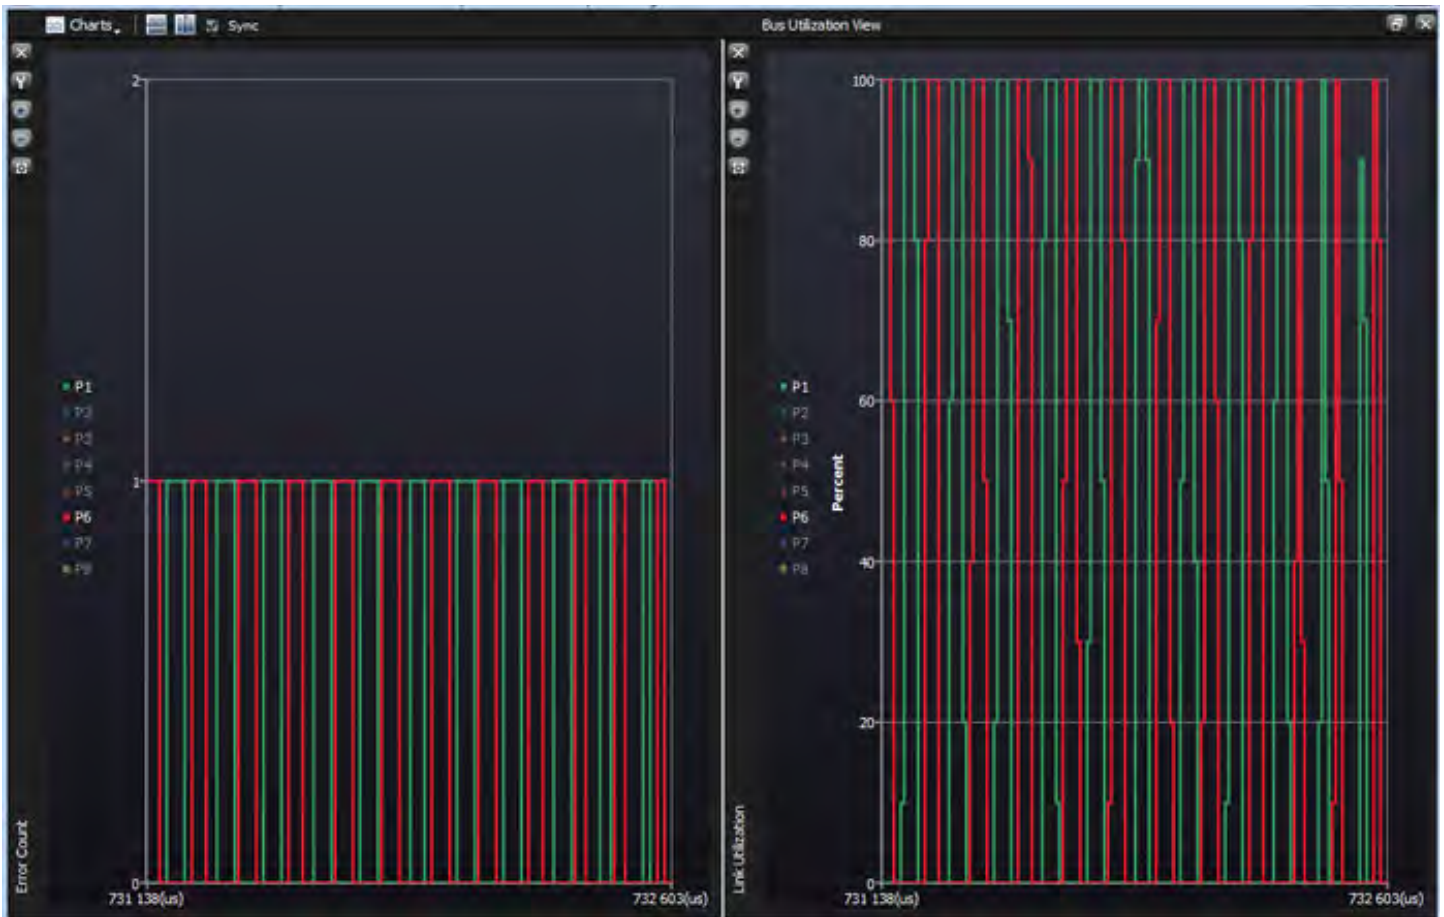 Charts
Sync
Bus Utilization View
2
1
0
P1
P2
P3
P4
P5
P6
P7
P8
Error Count
731 138(us)
732 603(us)
100
80
60
40
20
0
P1
P2
P3
P4
P5
P6
P7
P8
Percent
Link Utilization
731 138(us)
732 603(us)